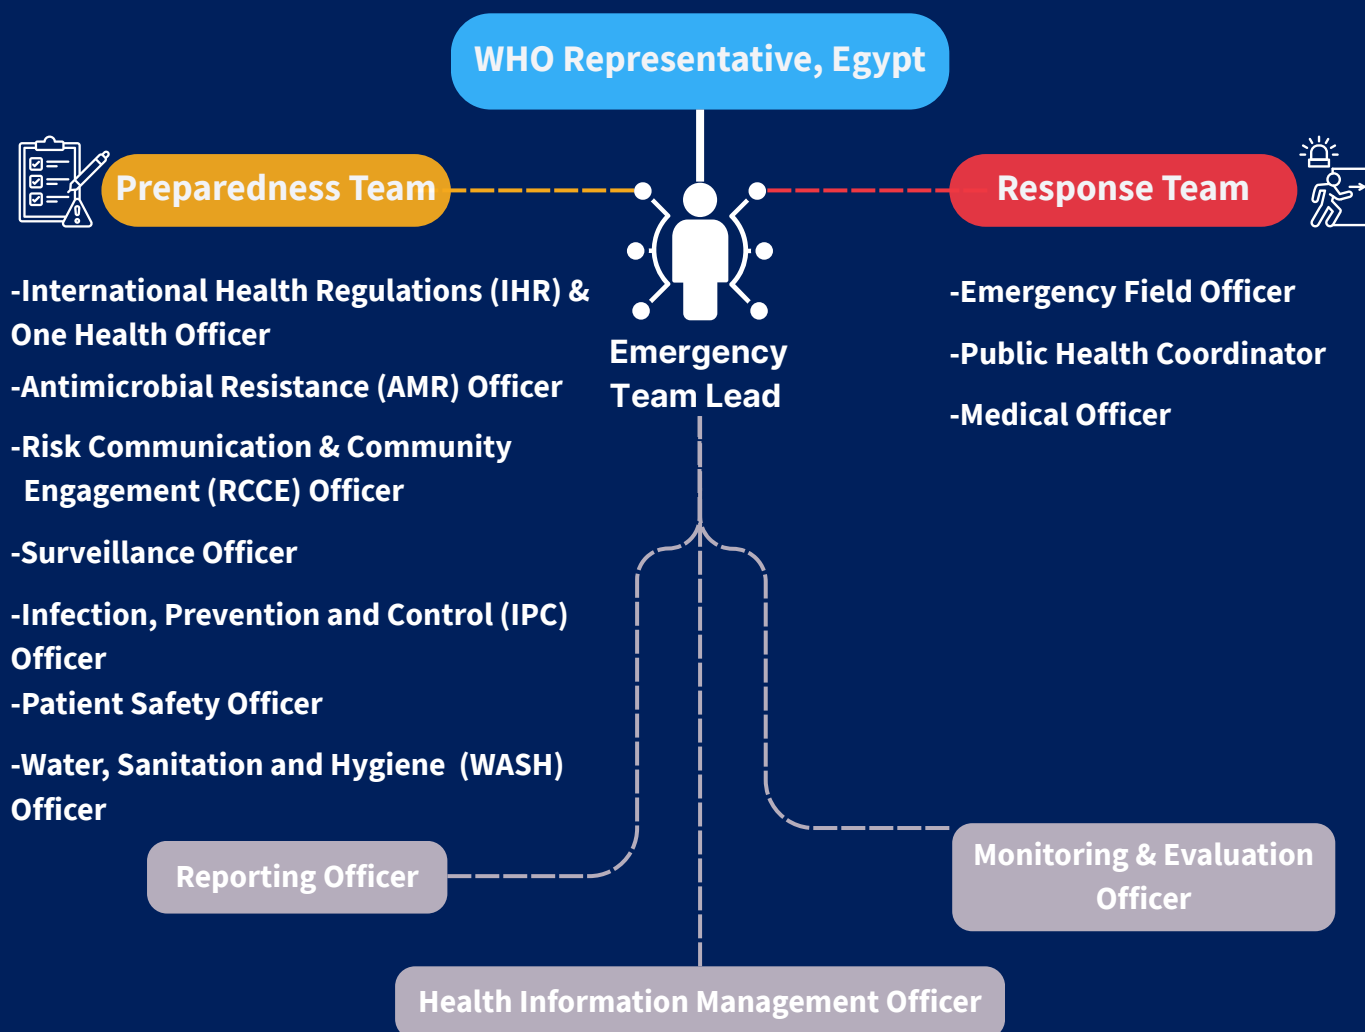 WHO Representative, Egypt
Preparedness Team
-International Health Regulations (IHR) &
One Health Officer
-Antimicrobial Resistance (AMR) Officer
-Risk Communication & Community
Engagement (RCCE) Officer
-Surveillance Officer
-Infection, Prevention and Control (IPC)
Officer
-Patient Safety Officer
-Water, Sanitation and Hygiene (WASH)
Officer
Emergency
Team Lead
Response Team
-Emergency Field Officer
-Public Health Coordinator
-Medical Officer
Reporting Officer
Monitoring & Evaluation
Officer
Health Information Management Officer